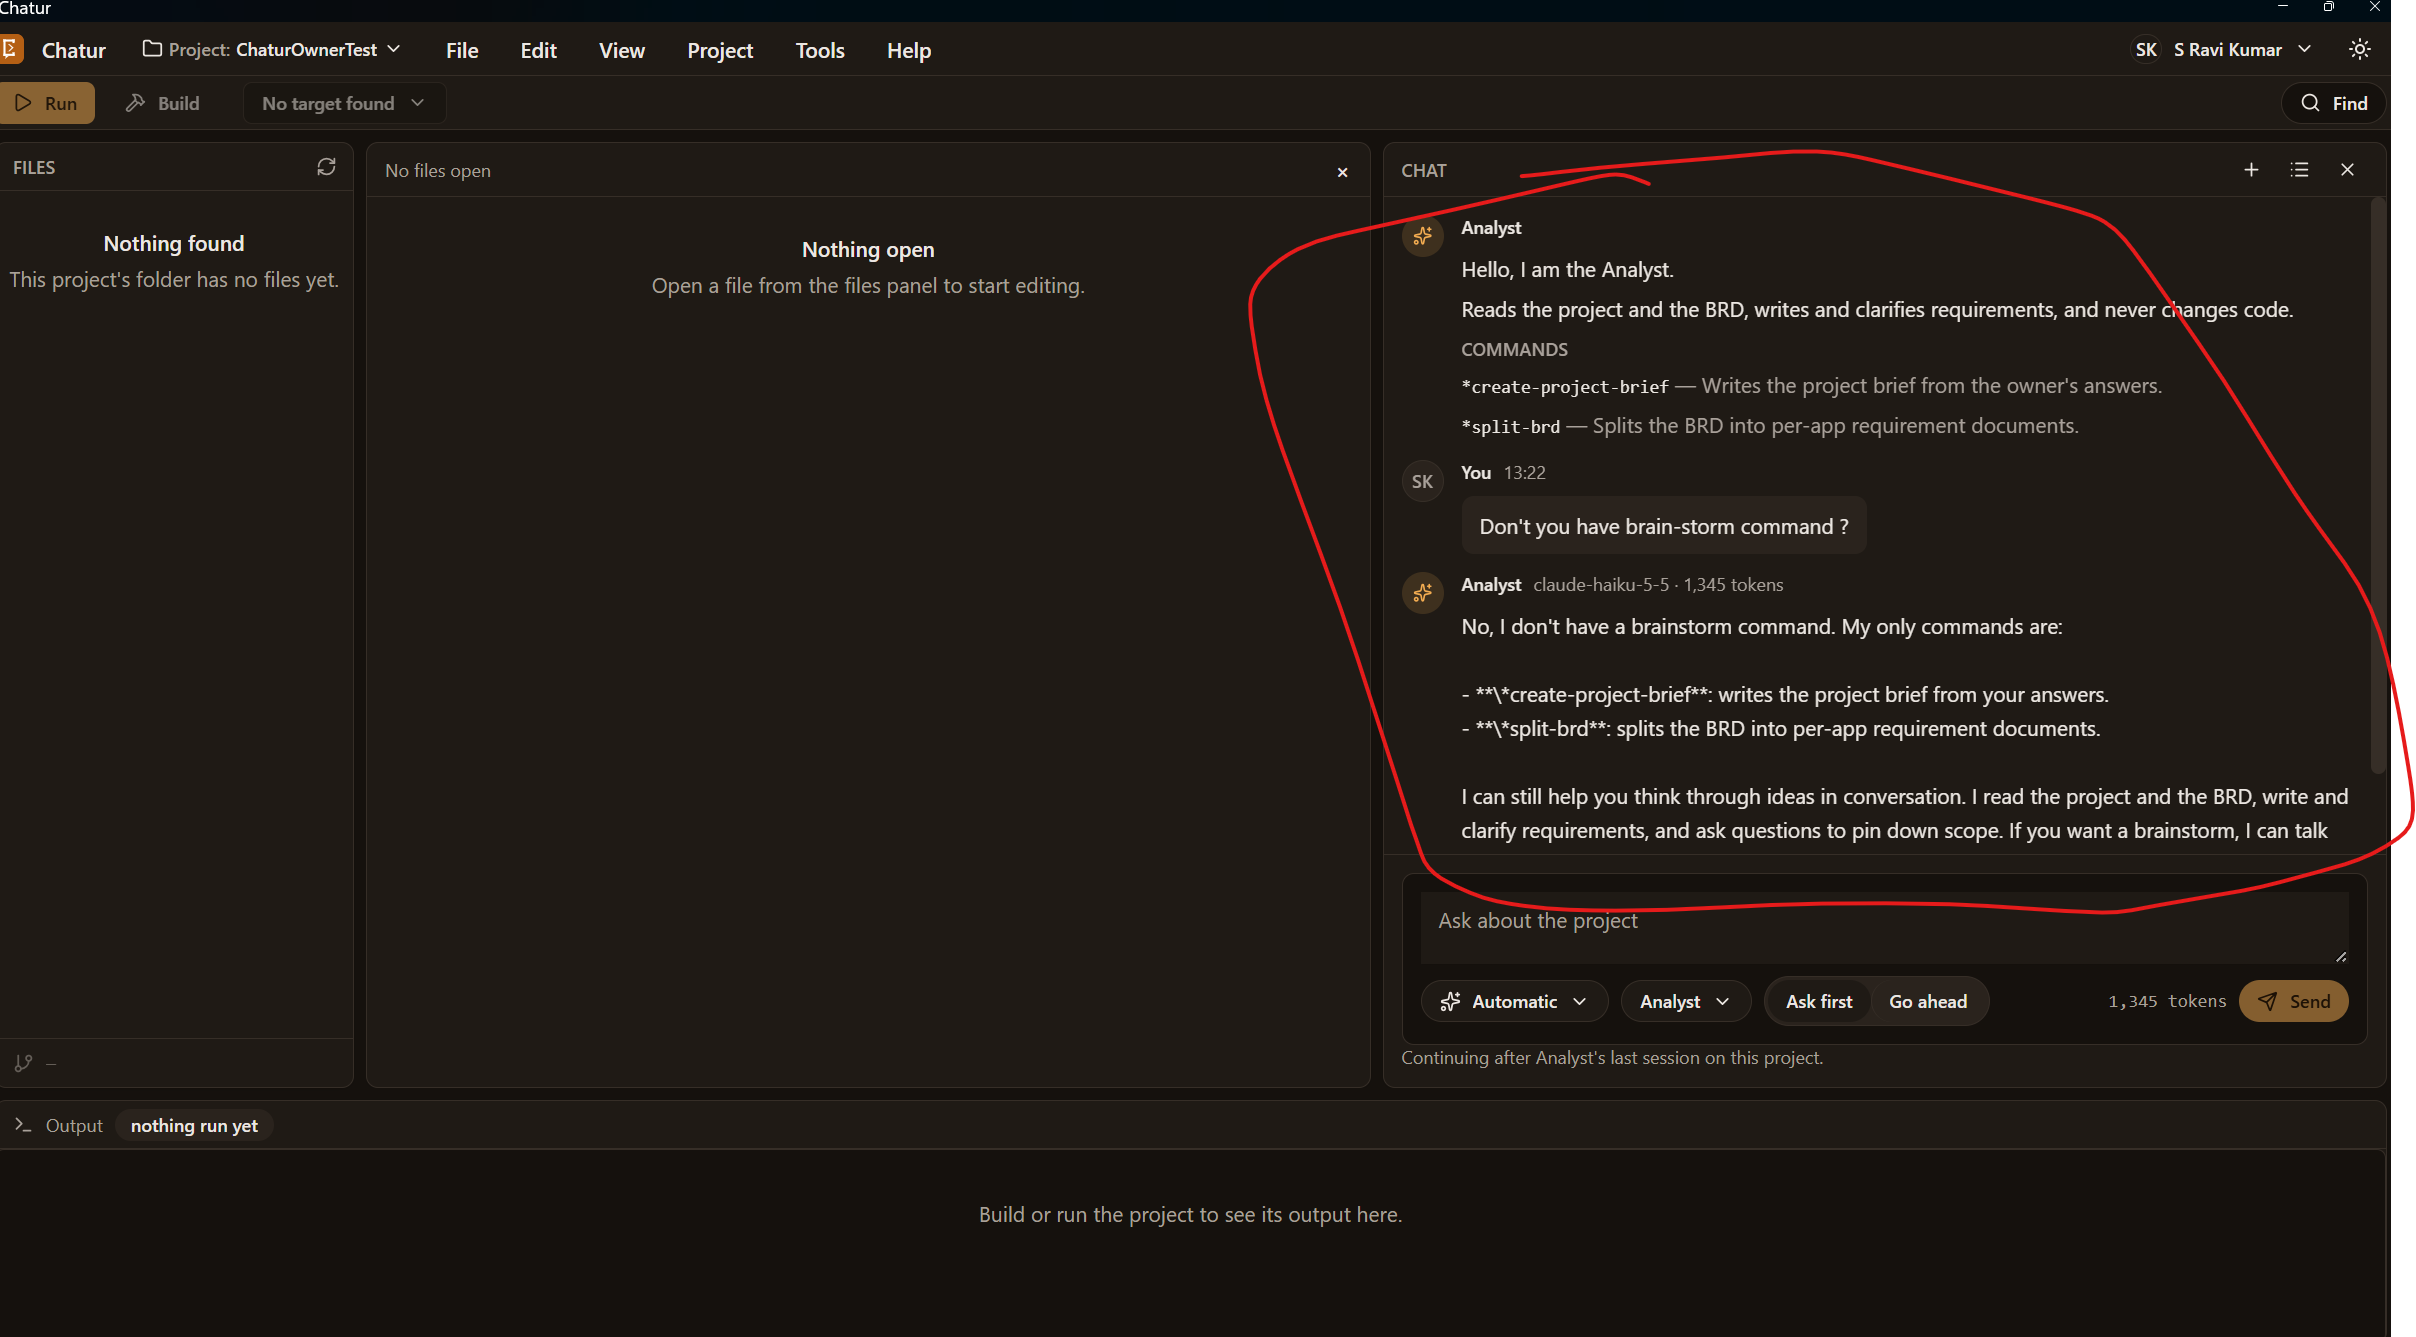 Chatur
Chatur Project: ChaturOwnerTest File Edit View Project Tools Help SK S Ravi Kumar
Run Build No target found Find
FILES
Nothing found
This project's folder has no files yet.
–
No files open ×
Nothing open
Open a file from the files panel to start editing.
CHAT
Analyst
Hello, I am the Analyst.
Reads the project and the BRD, writes and clarifies requirements, and never changes code.
COMMANDS
*create-project-brief — Writes the project brief from the owner's answers.
*split-brd — Splits the BRD into per-app requirement documents.
SK You 13:22
Don't you have brain-storm command ?
Analyst claude-haiku-5-5 · 1,345 tokens
No, I don't have a brainstorm command. My only commands are:
- **\*create-project-brief**: writes the project brief from your answers.
- **\*split-brd**: splits the BRD into per-app requirement documents.
I can still help you think through ideas in conversation. I read the project and the BRD, write and
clarify requirements, and ask questions to pin down scope. If you want a brainstorm, I can talk
Ask about the project
Automatic Analyst Ask first Go ahead 1,345 tokens Send
Continuing after Analyst's last session on this project.
Output nothing run yet
Build or run the project to see its output here.